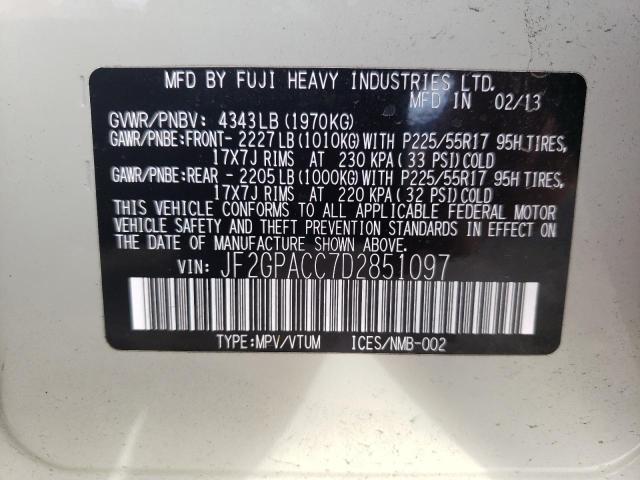 MFD BY FUJI HEAVY INDUSTRIES LTD.
MFD IN 02/13
GVWR/PNBV: 4343LB(1970KG)
GAWR/PNBE:FRONT- 2227LB(1010KG)WITH P225/55R17 95H TIRES,
17X7J RIMS AT 230 KPA( 33 PSI)COLD
GAWR/PNBE:REAR - 2205LB(1000KG)WITH P225/55R17 95H TIRES,
17X7J RIMS AT 220 KPA( 32 PSI)COLD
THIS VEHICLE CONFORMS TO ALL APPLICABLE FEDERAL MOTOR
VEHICLE SAFETY AND THEFT PREVENTION STANDARDS IN EFFECT
ON THE DATE OF MANUFACTURE SHOWN ABOVE.
VIN: JF2GPACC7D2851097
TYPE:MPV/VTUM ICES/NMB-002